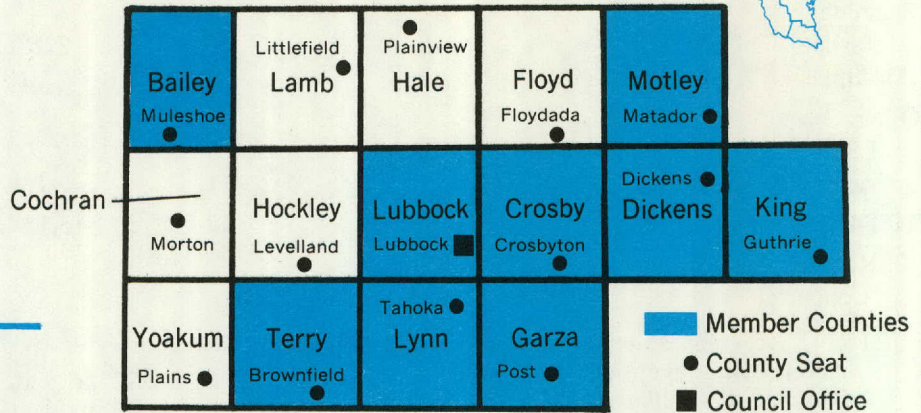 Bailey
Muleshoe
Littlefield
Lamb
Plainview
Hale
Floyd
Floydada
Motley
Matador
Cochran
Morton
Hockley
Levelland
Lubbock
Lubbock
Crosby
Crosbyton
Dickens
Dickens
King
Guthrie
Yoakum
Plains
Terry
Brownfield
Tahoka
Lynn
Garza
Post
Member Counties
County Seat
Council Office